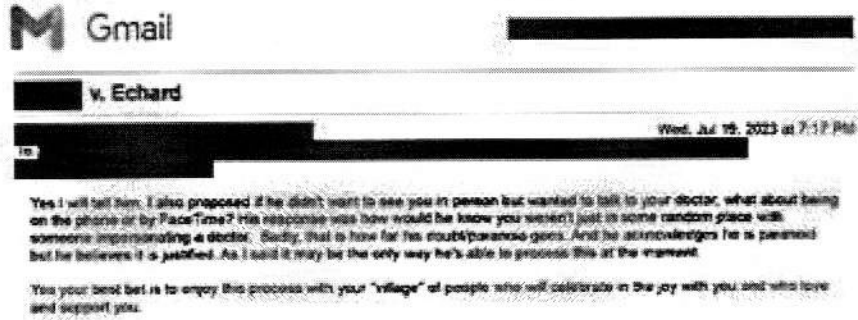 Gmail
v. Echard
Wed, Jul 19, 2023 at 7:17 PM
To:
Yes I will tell him. I also proposed if he didn't want to see you in person but wanted to talk to your doctor, what about being
on the phone or by FaceTime? His response was how would he know you weren't just in some random place with
someone impersonating a doctor. Sadly, that is how far his doubt/paranoia goes. And he acknowledges he is paranoid
but he believes it is justified. As I said it may be the only way he's able to process this at the moment.
Yes your best bet is to enjoy this process with your "village" of people who will celebrate in the joy with you and who love
and support you.